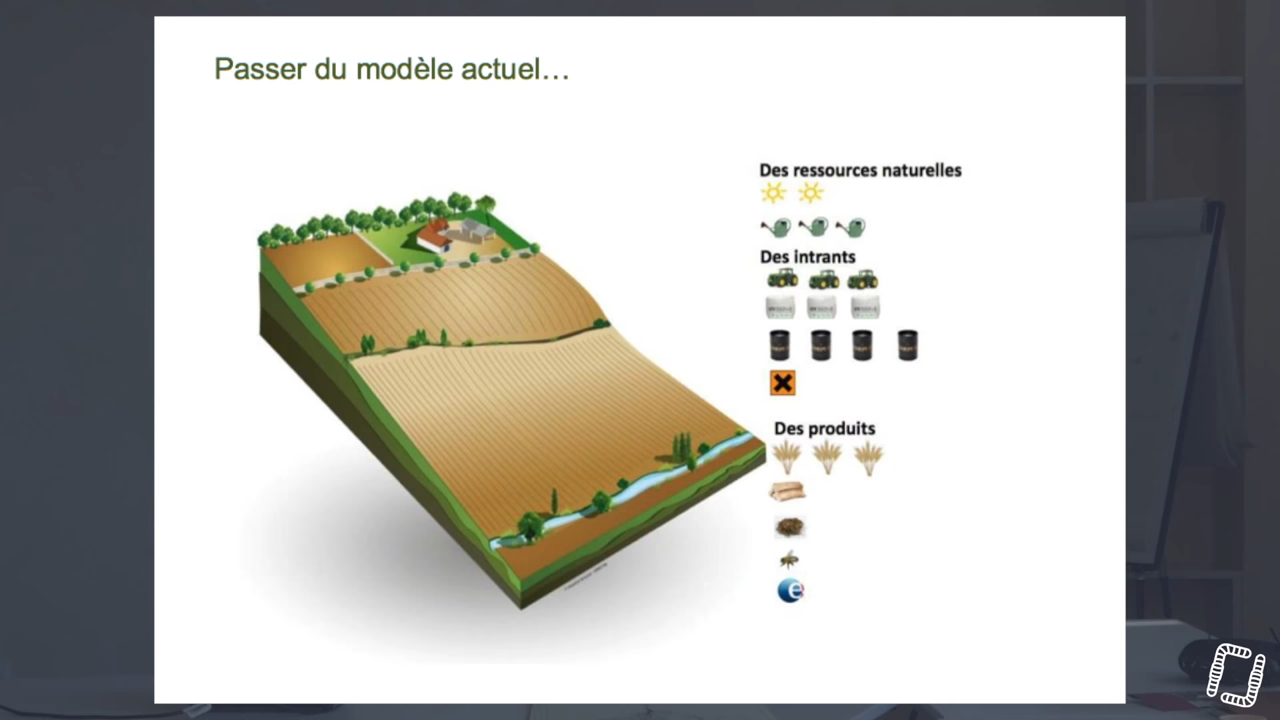 Passer du modèle actuel…
Des ressources naturelles
Des intrants
Des produits
e